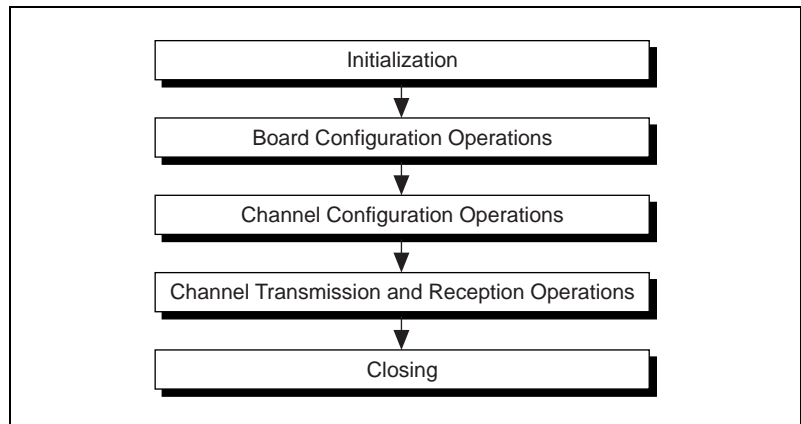 Initialization
Board Configuration Operations
Channel Configuration Operations
Channel Transmission and Reception Operations
Closing